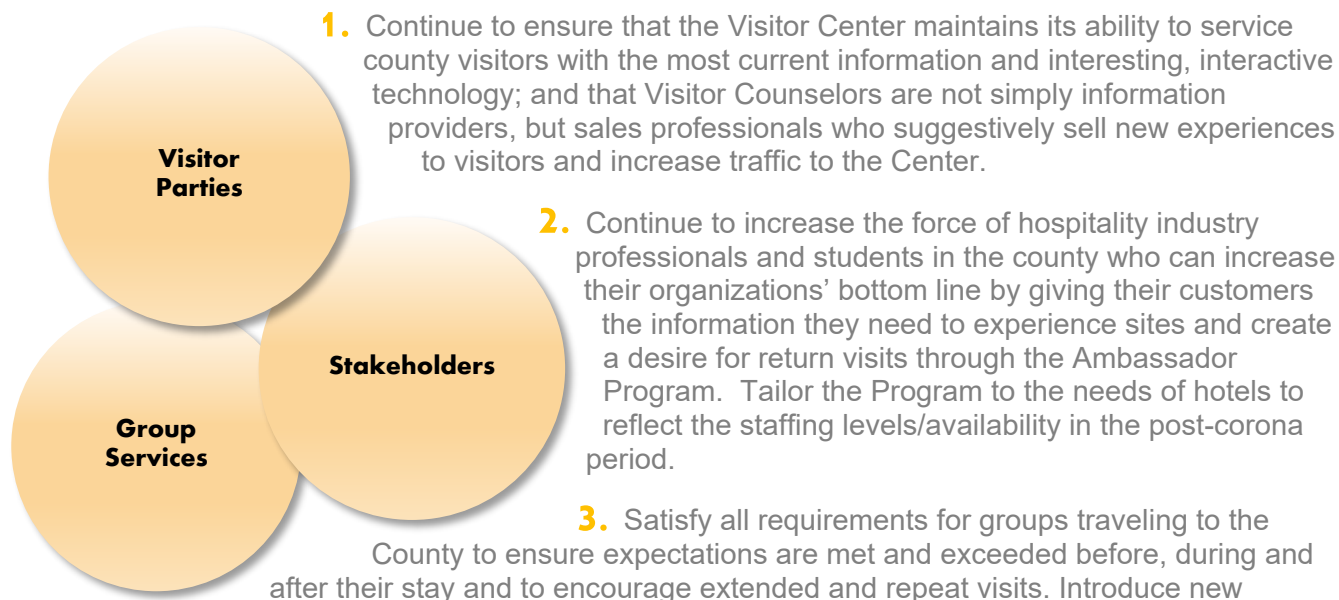 1. Continue to ensure that the Visitor Center maintains its ability to service
county visitors with the most current information and interesting, interactive
technology; and that Visitor Counselors are not simply information
providers, but sales professionals who suggestively sell new experiences
to visitors and increase traffic to the Center.
Visitor
Parties
2. Continue to increase the force of hospitality industry
professionals and students in the county who can increase
their organizations’ bottom line by giving their customers
the information they need to experience sites and create
a desire for return visits through the Ambassador
Program.  Tailor the Program to the needs of hotels to
reflect the staffing levels/availability in the post-corona
period.
Stakeholders
Group
Services
3. Satisfy all requirements for groups traveling to the
County to ensure expectations are met and exceeded before, during and
after their stay and to encourage extended and repeat visits. Introduce new